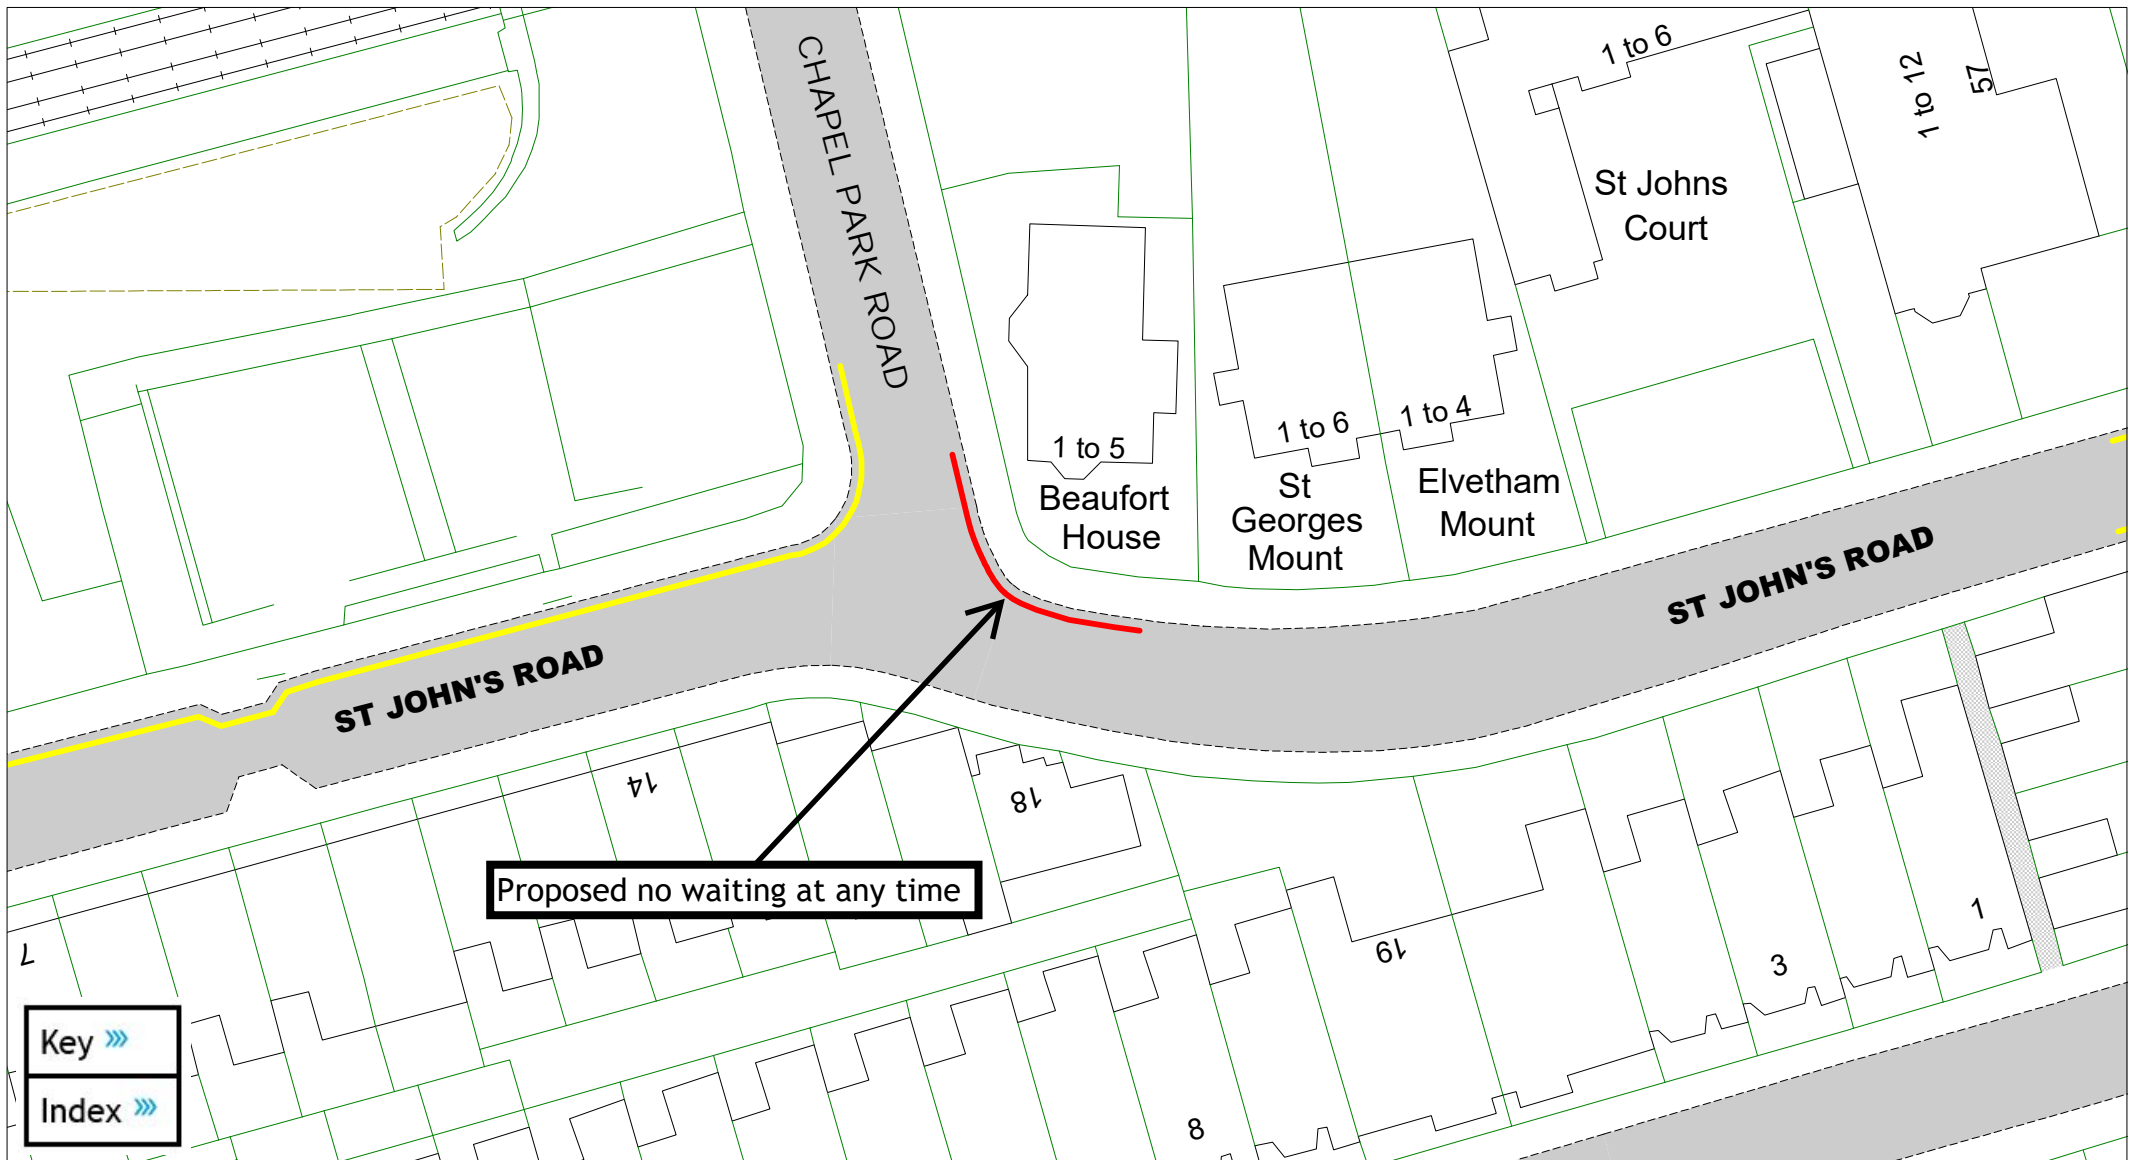 CHAPEL PARK ROAD
1 to 6
1 to 12
57
St Johns
Court
1 to 5
Beaufort
House
1 to 6
St
Georges
Mount
1 to 4
Elvetham
Mount
ST JOHN'S ROAD
ST JOHN'S ROAD
14
18
Proposed no waiting at any time
7
19
3
1
8
Key
Index